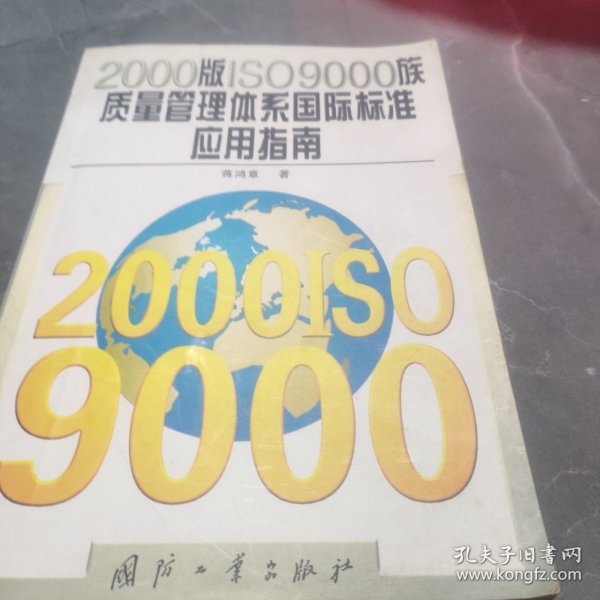 2000版ISO9000族
质量管理体系国际标准
应用指南
蒋鸿章 著
2000ISO
9000
國防工业出版社
孔夫子旧书网
www.kongfz.com